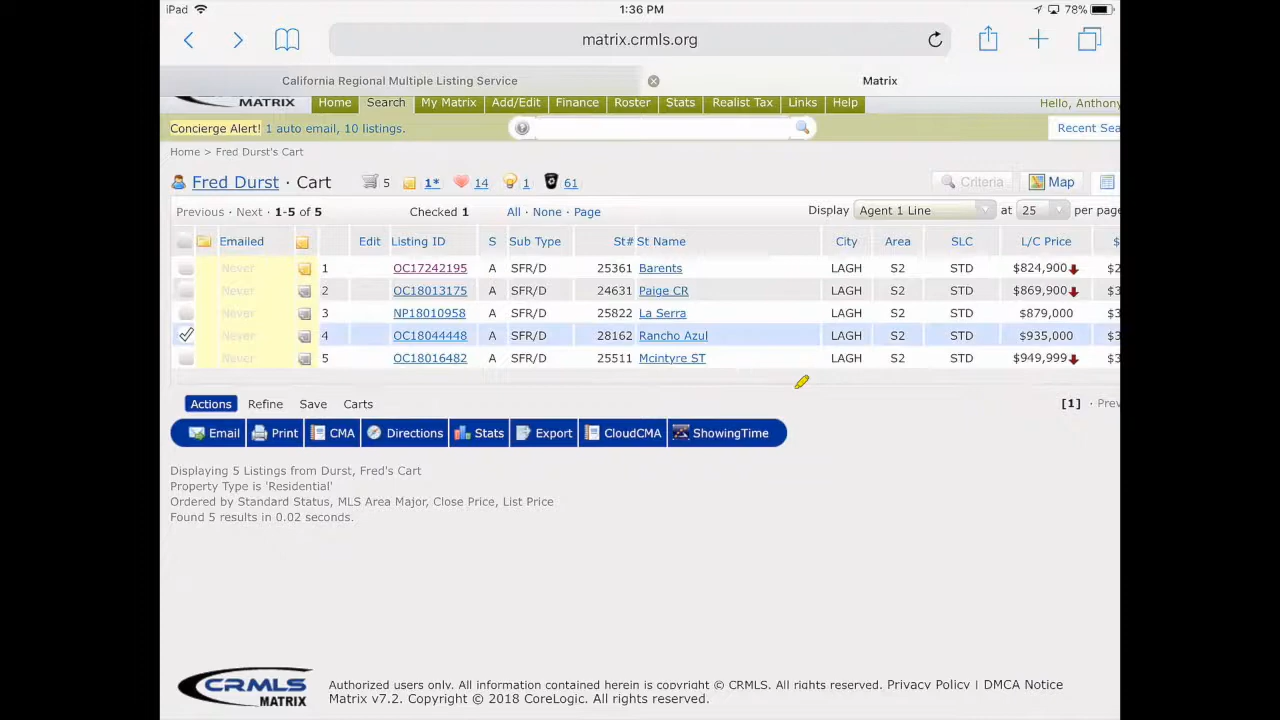 iPad 1:36 PM 78%
matrix.crmls.org
California Regional Multiple Listing Service Matrix
MATRIX Home Search My Matrix Add/Edit Finance Roster Stats Realist Tax Links Help Hello, Anthony
Concierge Alert! 1 auto email, 10 listings. Recent Sea
Home > Fred Durst's Cart
Fred Durst · Cart 5 1* 14 1 61 Criteria Map
Previous · Next · 1-5 of 5 Checked 1 All · None · Page Display Agent 1 Line at 25 per page
Emailed Edit Listing ID S Sub Type St# St Name City Area SLC L/C Price $
Never 1 OC17242195 A SFR/D 25361 Barents LAGH S2 STD $824,900 $2
Never 2 OC18013175 A SFR/D 24631 Paige CR LAGH S2 STD $869,900 $3
Never 3 NP18010958 A SFR/D 25822 La Serra LAGH S2 STD $879,000 $3
Never 4 OC18044448 A SFR/D 28162 Rancho Azul LAGH S2 STD $935,000 $3
Never 5 OC18016482 A SFR/D 25511 Mcintyre ST LAGH S2 STD $949,999 $3
Actions Refine Save Carts [1] · Prev
Email Print CMA Directions Stats Export CloudCMA ShowingTime
Displaying 5 Listings from Durst, Fred's Cart
Property Type is 'Residential'
Ordered by Standard Status, MLS Area Major, Close Price, List Price
Found 5 results in 0.02 seconds.
CRMLS MATRIX
Authorized users only. All information contained herein is copyright © CRMLS. All rights reserved. Privacy Policy | DMCA Notice
Matrix v7.2. Copyright © 2018 CoreLogic. All rights reserved.